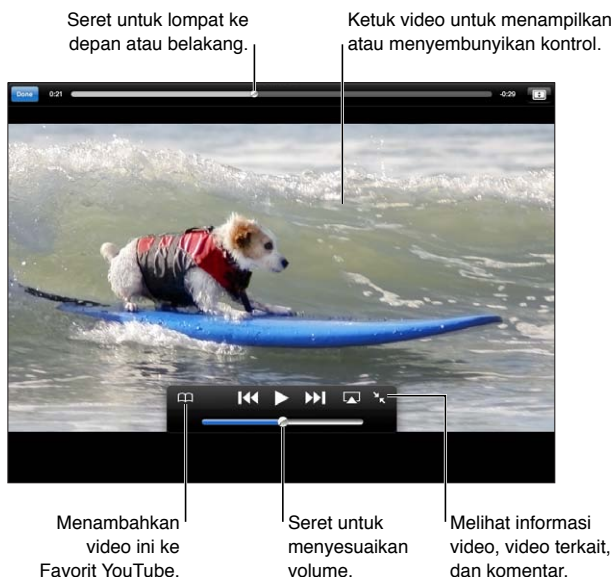 Seret untuk lompat ke
depan atau belakang.
Ketuk video untuk menampilkan
atau menyembunyikan kontrol.
Done 0:21 -0:29
Menambahkan
video ini ke
Favorit YouTube.
Seret untuk
menyesuaikan
volume.
Melihat informasi
video, video terkait,
dan komentar.